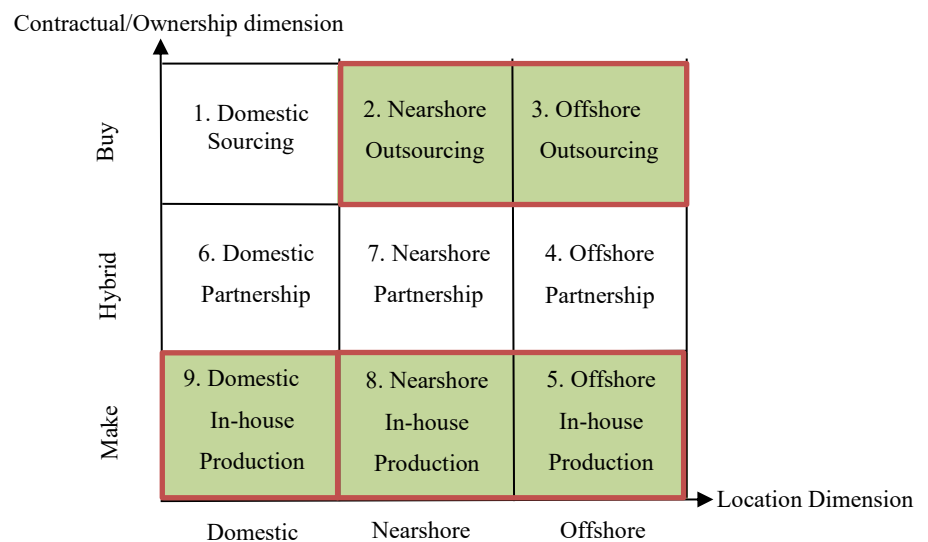 Contractual/Ownership dimension
Buy
1. Domestic
Sourcing
2. Nearshore
Outsourcing
3. Offshore
Outsourcing
Hybrid
6. Domestic
Partnership
7. Nearshore
Partnership
4. Offshore
Partnership
Make
9. Domestic
In-house
Production
8. Nearshore
In-house
Production
5. Offshore
In-house
Production
Location Dimension
Domestic
Nearshore
Offshore